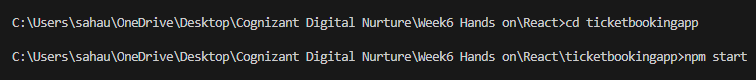 C:\Users\sahau\OneDrive\Desktop\Cognizant Digital Nurture\Week6 Hands on\React>cd ticketbookingapp
C:\Users\sahau\OneDrive\Desktop\Cognizant Digital Nurture\Week6 Hands on\React\ticketbookingapp>npm start